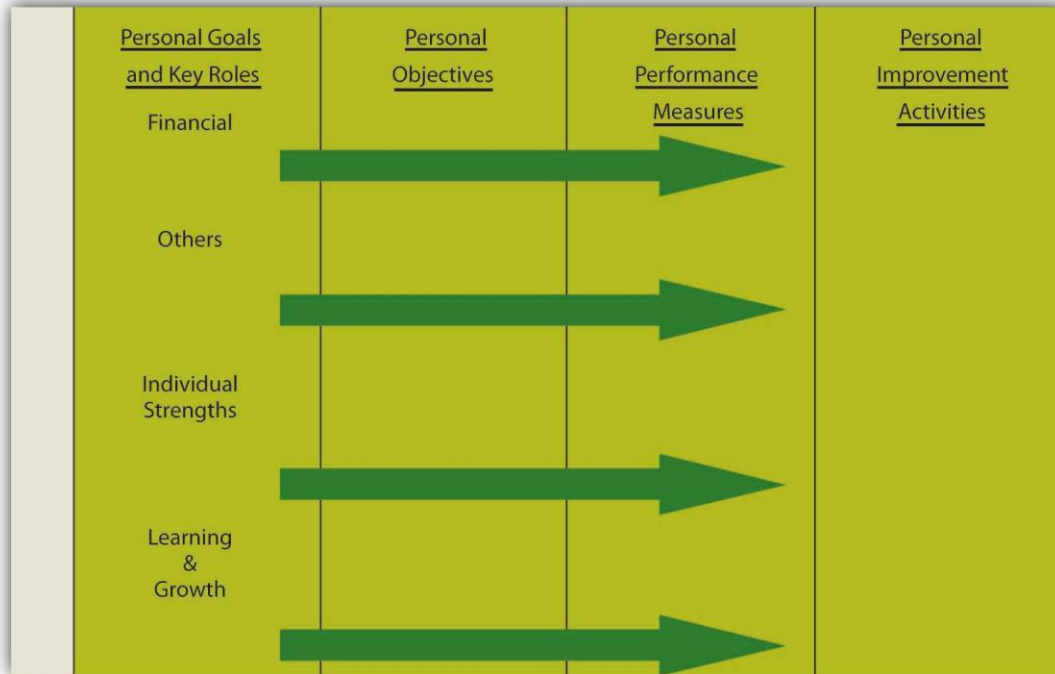 Personal Goals
and Key Roles
Personal
Objectives
Personal
Performance
Measures
Personal
Improvement
Activities
Financial
Others
Individual
Strengths
Learning
&
Growth